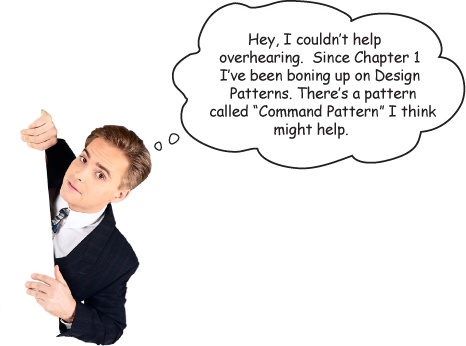 Hey, I couldn't help
overhearing. Since Chapter 1
I've been boning up on Design
Patterns. There's a pattern
called "Command Pattern" I think
might help.